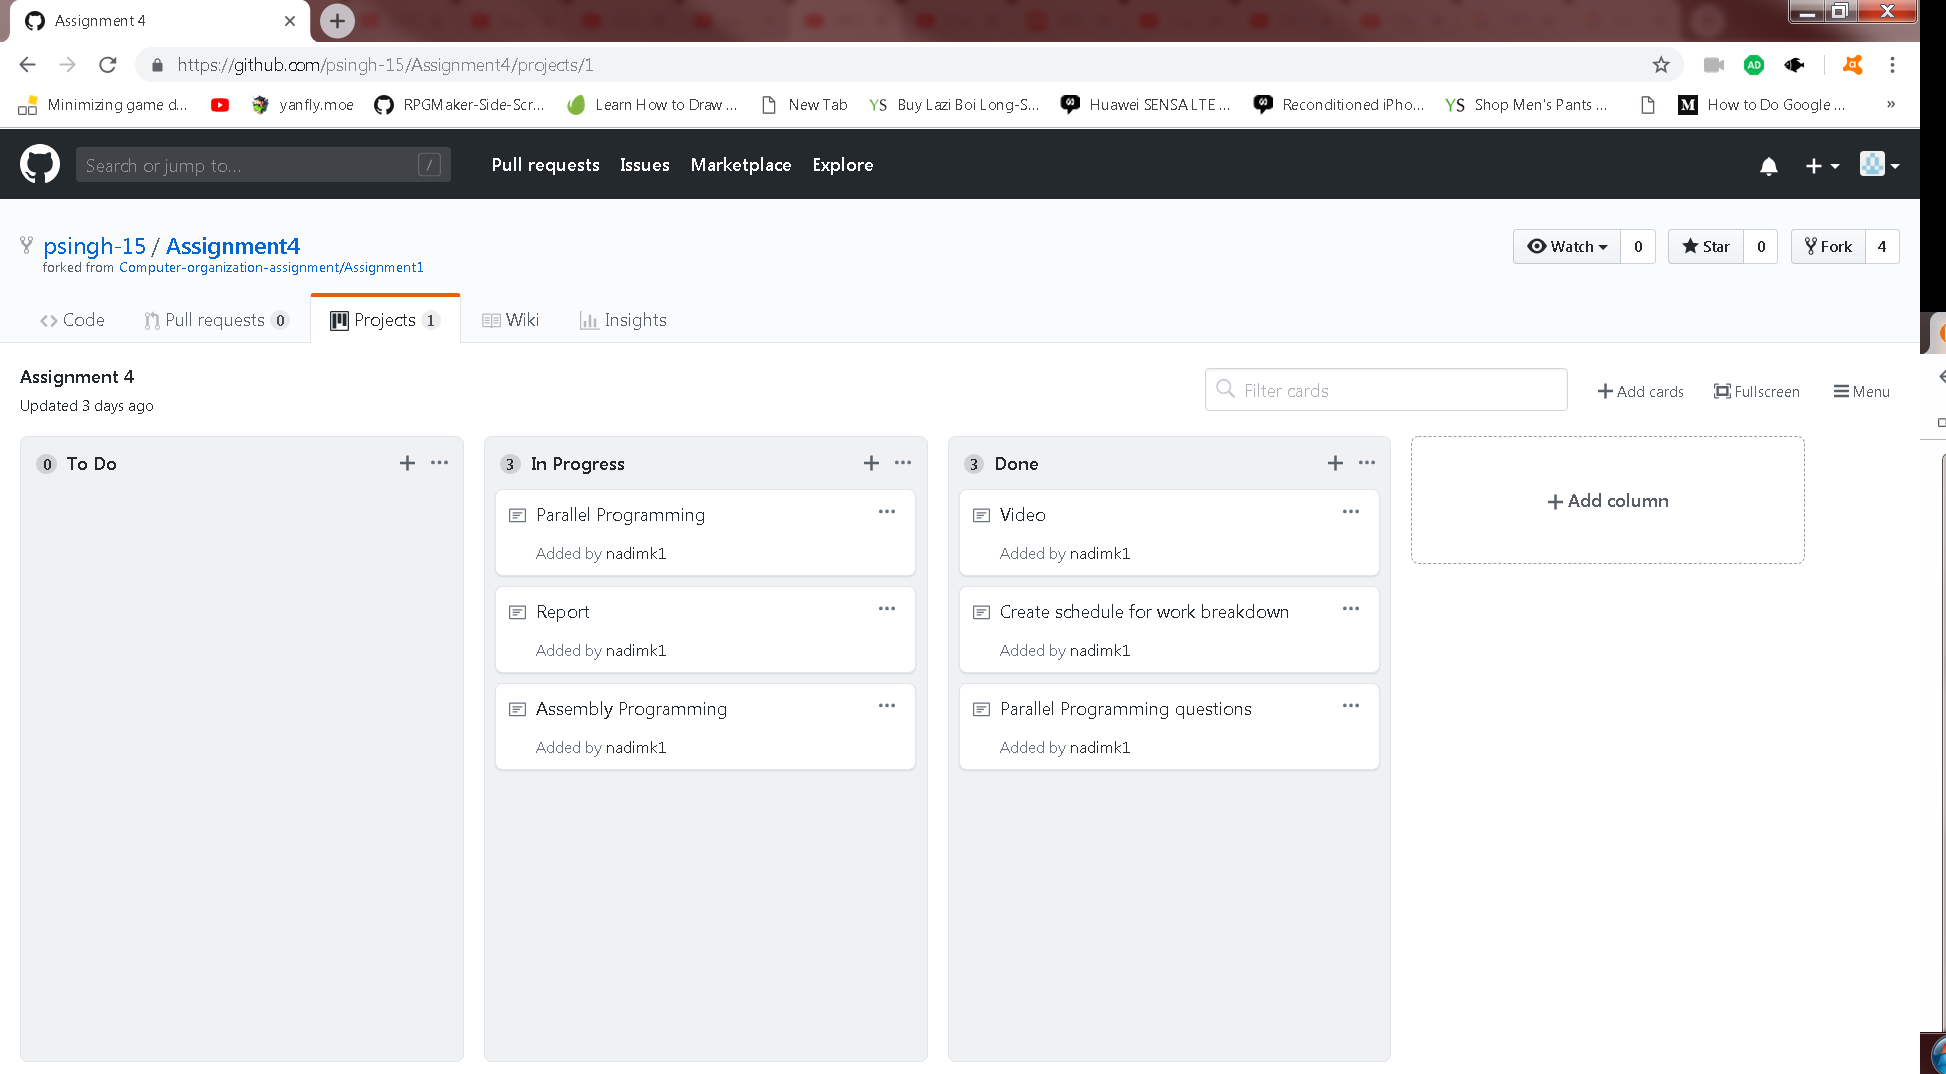 Assignment 4
https://github.com/psingh-15/Assignment4/projects/1
AD
Minimizing game d... yanfly.moe RPGMaker-Side-Scr... Learn How to Draw ... New Tab YS Buy Lazi Boi Long-S... Huawei SENSA LTE ... Reconditioned iPho... YS Shop Men's Pants ... M How to Do Google ... »
Search or jump to... / Pull requests Issues Marketplace Explore
psingh-15 / Assignment4 Watch 0 Star 0 Fork 4
forked from Computer-organization-assignment/Assignment1
Code Pull requests 0 Projects 1 Wiki Insights
Assignment 4
Updated 3 days ago
Filter cards Add cards Fullscreen Menu
0 To Do
3 In Progress
Parallel Programming
Added by nadimk1
Report
Added by nadimk1
Assembly Programming
Added by nadimk1
3 Done
Video
Added by nadimk1
Create schedule for work breakdown
Added by nadimk1
Parallel Programming questions
Added by nadimk1
Add column